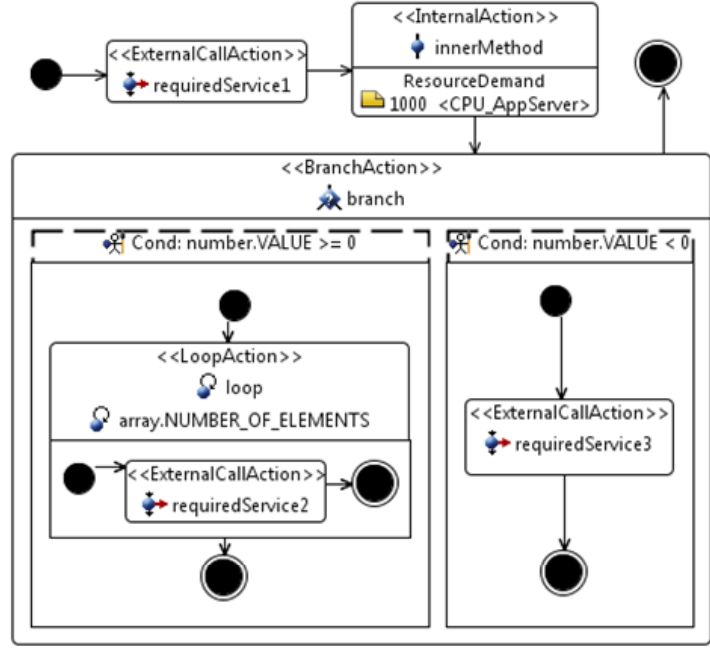 <<InternalAction>>
innerMethod
<<ExternalCallAction>>
requiredService1
ResourceDemand
1000 <CPU_AppServer>
<<BranchAction>>
branch
Cond: number.VALUE >= 0
Cond: number.VALUE < 0
<<LoopAction>>
loop
array.NUMBER_OF_ELEMENTS
<<ExternalCallAction>>
requiredService2
<<ExternalCallAction>>
requiredService3